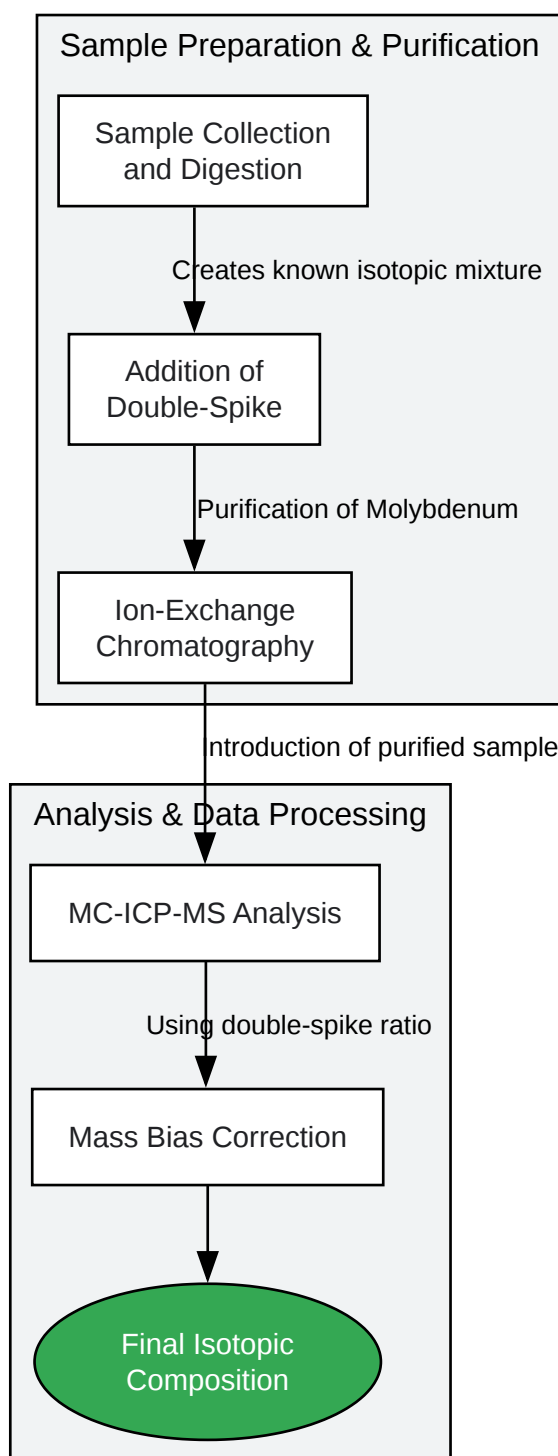 Sample Preparation & Purification
Sample Collection
and Digestion
Creates known isotopic mixture
Addition of
Double-Spike
Purification of Molybdenum
Ion-Exchange
Chromatography
Introduction of purified sample
Analysis & Data Processing
MC-ICP-MS Analysis
Using double-spike ratio
Mass Bias Correction
Final Isotopic
Composition